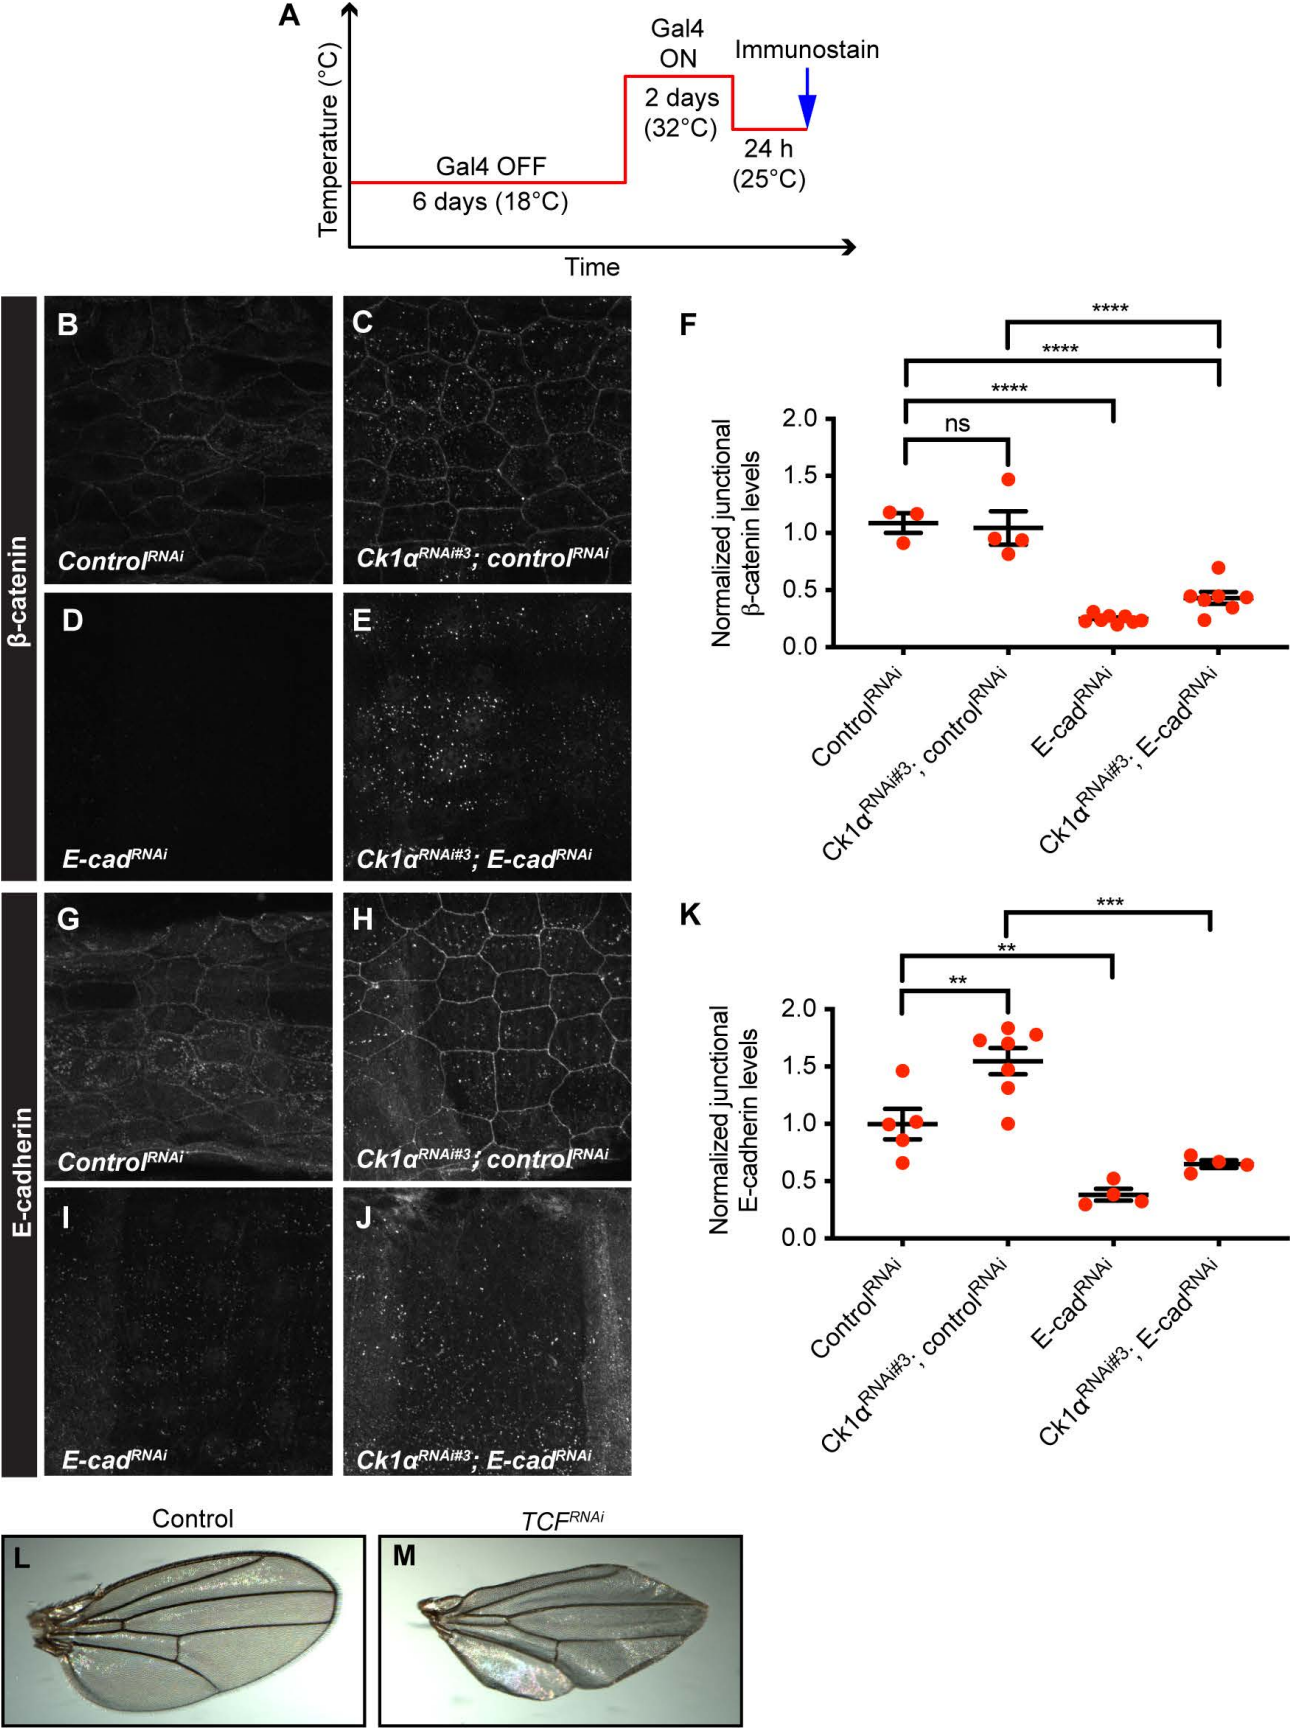 A
Temperature (°C)
Gal4 OFF
6 days (18°C)
Gal4
ON
2 days
(32°C)
Immunostain
24 h
(25°C)
Time
β-catenin
B
Control^RNAi
C
Ck1α^RNAi#3; control^RNAi
D
E-cad^RNAi
E
Ck1α^RNAi#3; E-cad^RNAi
F
****
****
****
ns
Normalized junctional
β-catenin levels
2.0
1.5
1.0
0.5
0.0
Control^RNAi
Ck1α^RNAi#3; control^RNAi
E-cad^RNAi
Ck1α^RNAi#3; E-cad^RNAi
E-cadherin
G
Control^RNAi
H
Ck1α^RNAi#3; control^RNAi
I
E-cad^RNAi
J
Ck1α^RNAi#3; E-cad^RNAi
K
***
**
**
Normalized junctional
E-cadherin levels
2.0
1.5
1.0
0.5
0.0
Control^RNAi
Ck1α^RNAi#3; control^RNAi
E-cad^RNAi
Ck1α^RNAi#3; E-cad^RNAi
Control
L
TCF^RNAi
M